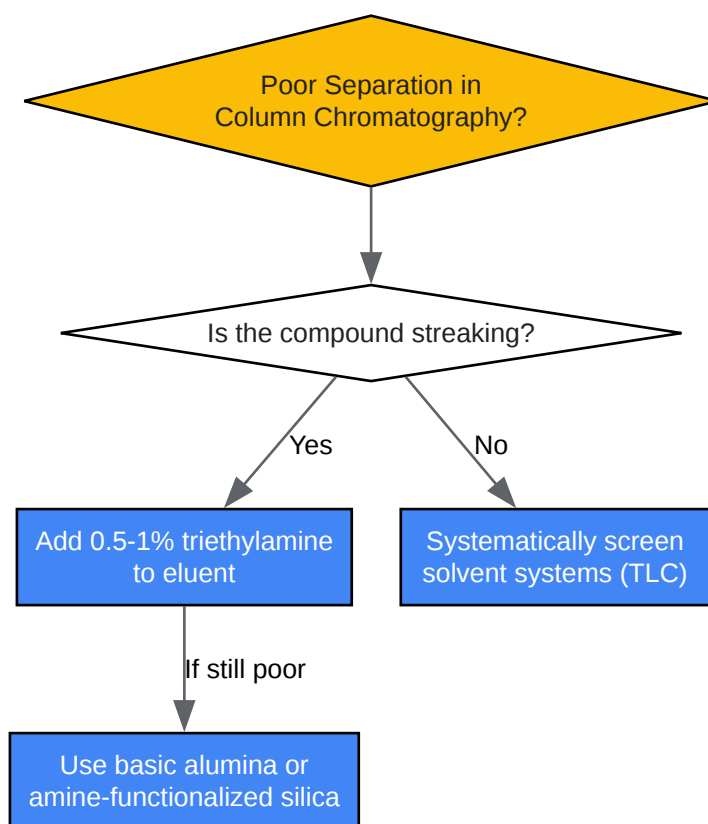 Poor Separation in
Column Chromatography?
Is the compound streaking?
Yes
No
Add 0.5-1% triethylamine
to eluent
Systematically screen
solvent systems (TLC)
If still poor
Use basic alumina or
amine-functionalized silica